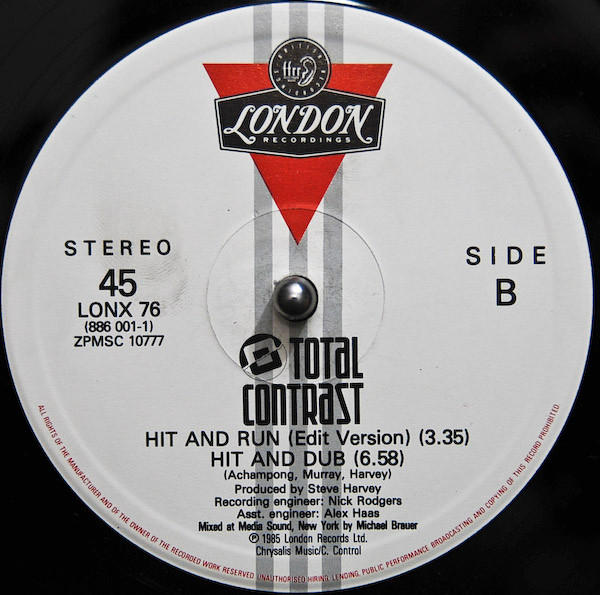 BRITISH RECORDINGS
ffrr
LONDON
RECORDINGS
STEREO
45
LONX 76
(886 001-1)
ZPMSC 10777
SIDE
B
TOTAL
CONTRAST
HIT AND RUN (Edit Version) (3.35)
HIT AND DUB (6.58)
(Achampong, Murray, Harvey)
Produced by Steve Harvey
Recording engineer: Nick Rodgers
Asst. engineer: Alex Haas
Mixed at Media Sound, New York by Michael Brauer
℗ 1985 London Records Ltd.
Chrysalis Music/C. Control
ALL RIGHTS OF THE MANUFACTURER AND OF THE OWNER OF THE RECORDED WORK RESERVED. UNAUTHORISED HIRING, LENDING, PUBLIC PERFORMANCE BROADCASTING AND COPYING OF THIS RECORD PROHIBITED.